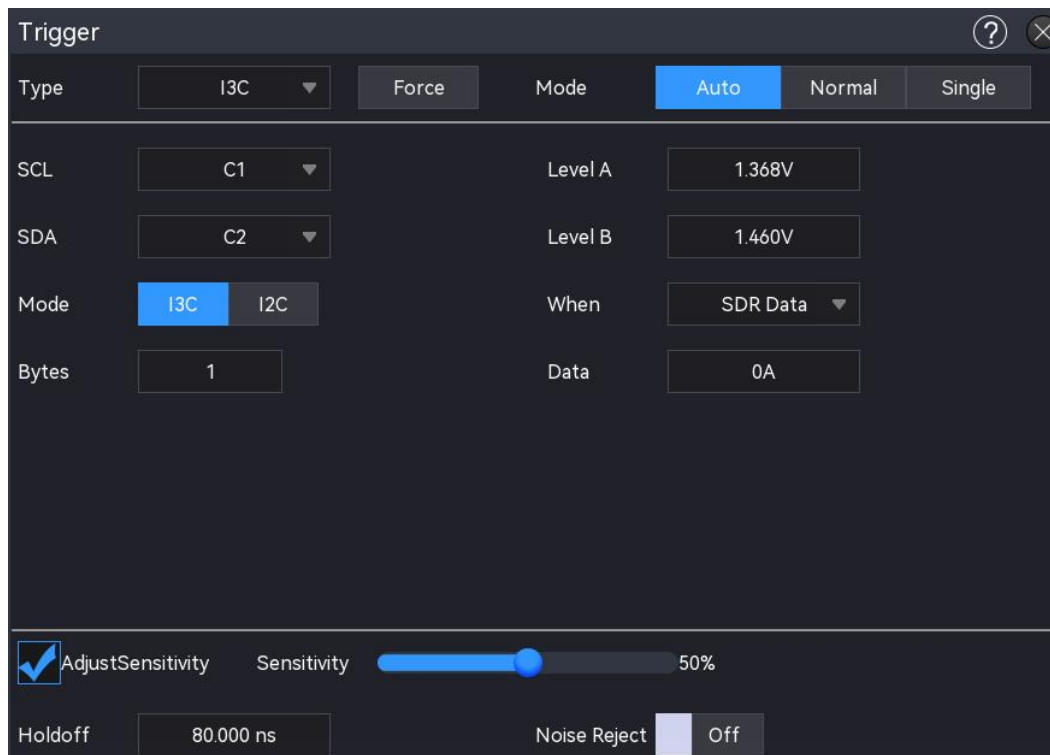 Trigger ?
Type I3C Force Mode Auto Normal Single
SCL C1 Level A 1.368V
SDA C2 Level B 1.460V
Mode I3C I2C When SDR Data
Bytes 1 Data 0A
AdjustSensitivity Sensitivity 50%
Holdoff 80.000 ns Noise Reject Off